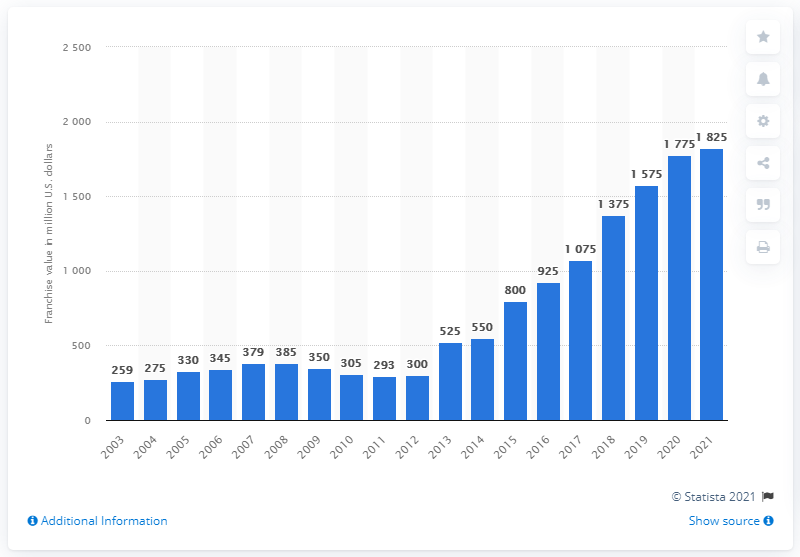 2 500
2 000
1 500
1 000
500
0
Franchise value in million U.S. dollars
259 275 330 345 379 385 350 305 293 300 525 550 800 925 1 075 1 375 1 575 1 775 1 825
2003 2004 2005 2006 2007 2008 2009 2010 2011 2012 2013 2014 2015 2016 2017 2018 2019 2020 2021
© Statista 2021
Additional Information
Show source